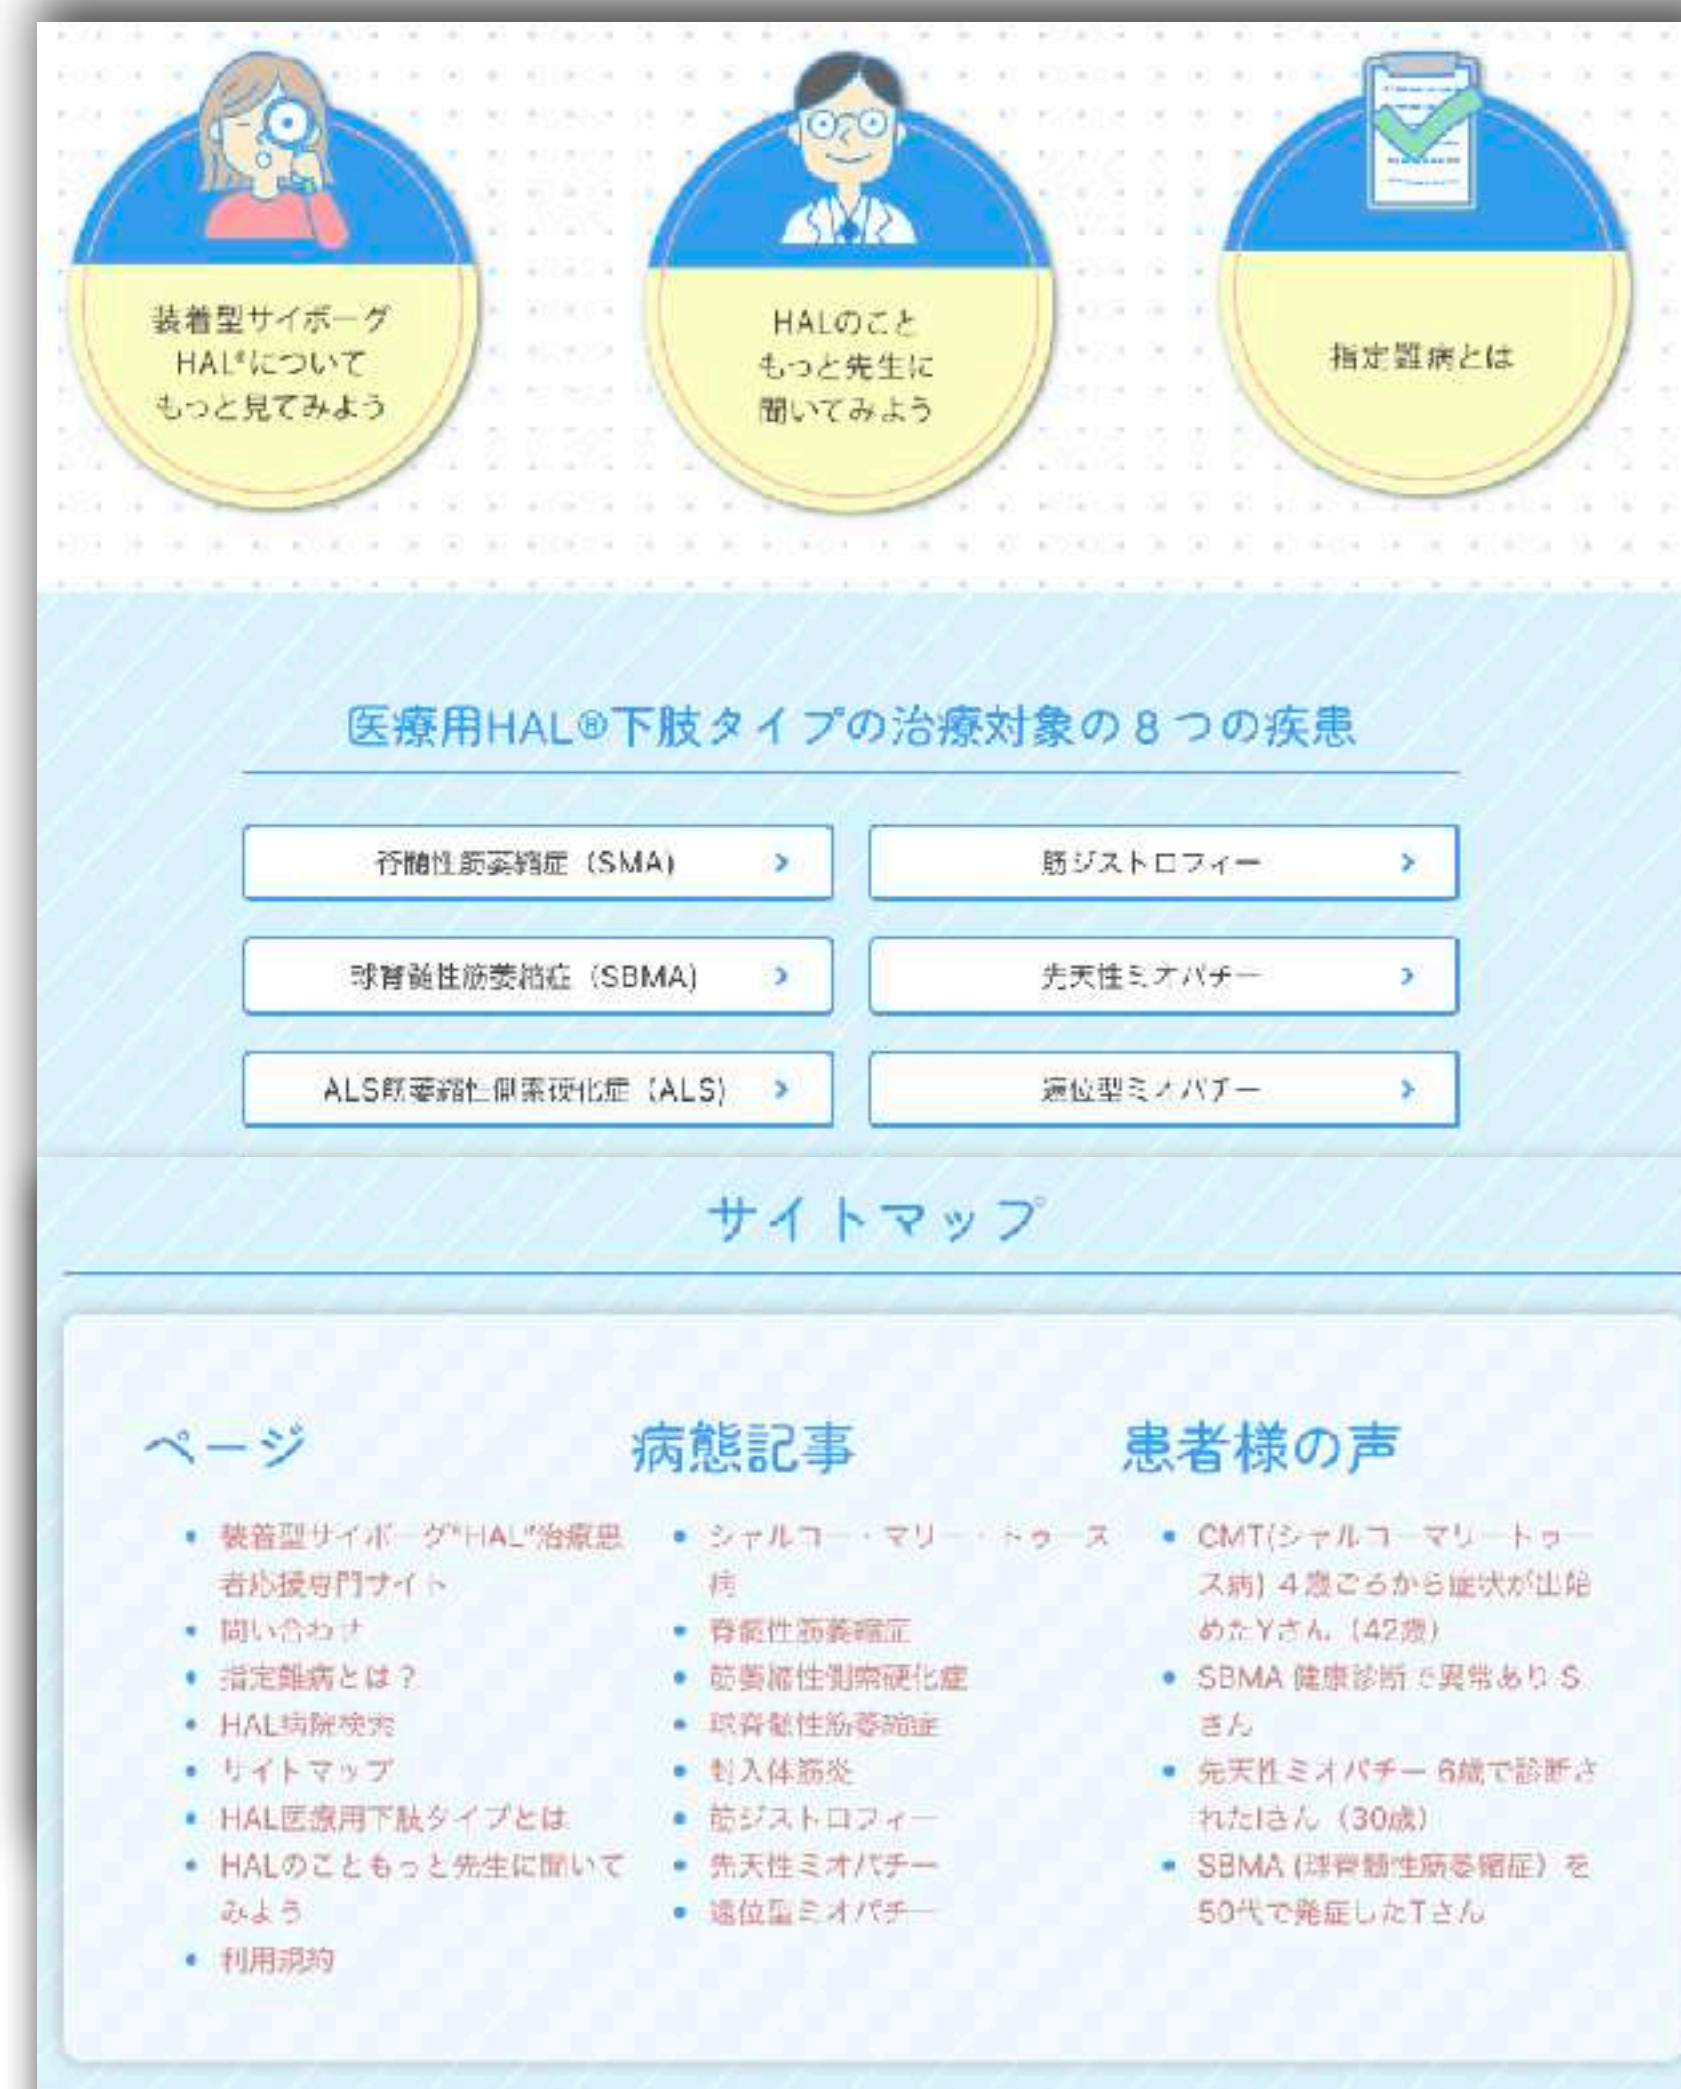 装着型サイボーグ
HAL®について
もっと見てみよう
HALのこと
もっと先生に
聞いてみよう
指定難病とは
医療用HAL®下肢タイプの治療対象の8つの疾患
脊髄性筋萎縮症（SMA）
筋ジストロフィー
球脊髄性筋萎縮症（SBMA）
先天性ミオパチー
ALS筋萎縮性側索硬化症（ALS）
遠位型ミオパチー
サイトマップ
ページ
装着型サイボーグ"HAL"治療患
者応援専門サイト
問い合わせ
指定難病とは？
HAL病院検索
サイトマップ
HAL医療用下肢タイプとは
HALのこともっと先生に聞いて
みよう
利用規約
病態記事
シャルコー・マリー・トゥース
病
脊髄性筋萎縮症
筋萎縮性側索硬化症
球脊髄性筋萎縮症
封入体筋炎
筋ジストロフィー
先天性ミオパチー
遠位型ミオパチー
患者様の声
CMT(シャルコーマリートゥー
ス病) ４歳ごろから症状が出始
めたYさん（42歳）
SBMA 健康診断で異常あり S
さん
先天性ミオパチー 6歳で診断さ
れたIさん（30歳）
SBMA (球脊髄性筋萎縮症）を
50代で発症したTさん